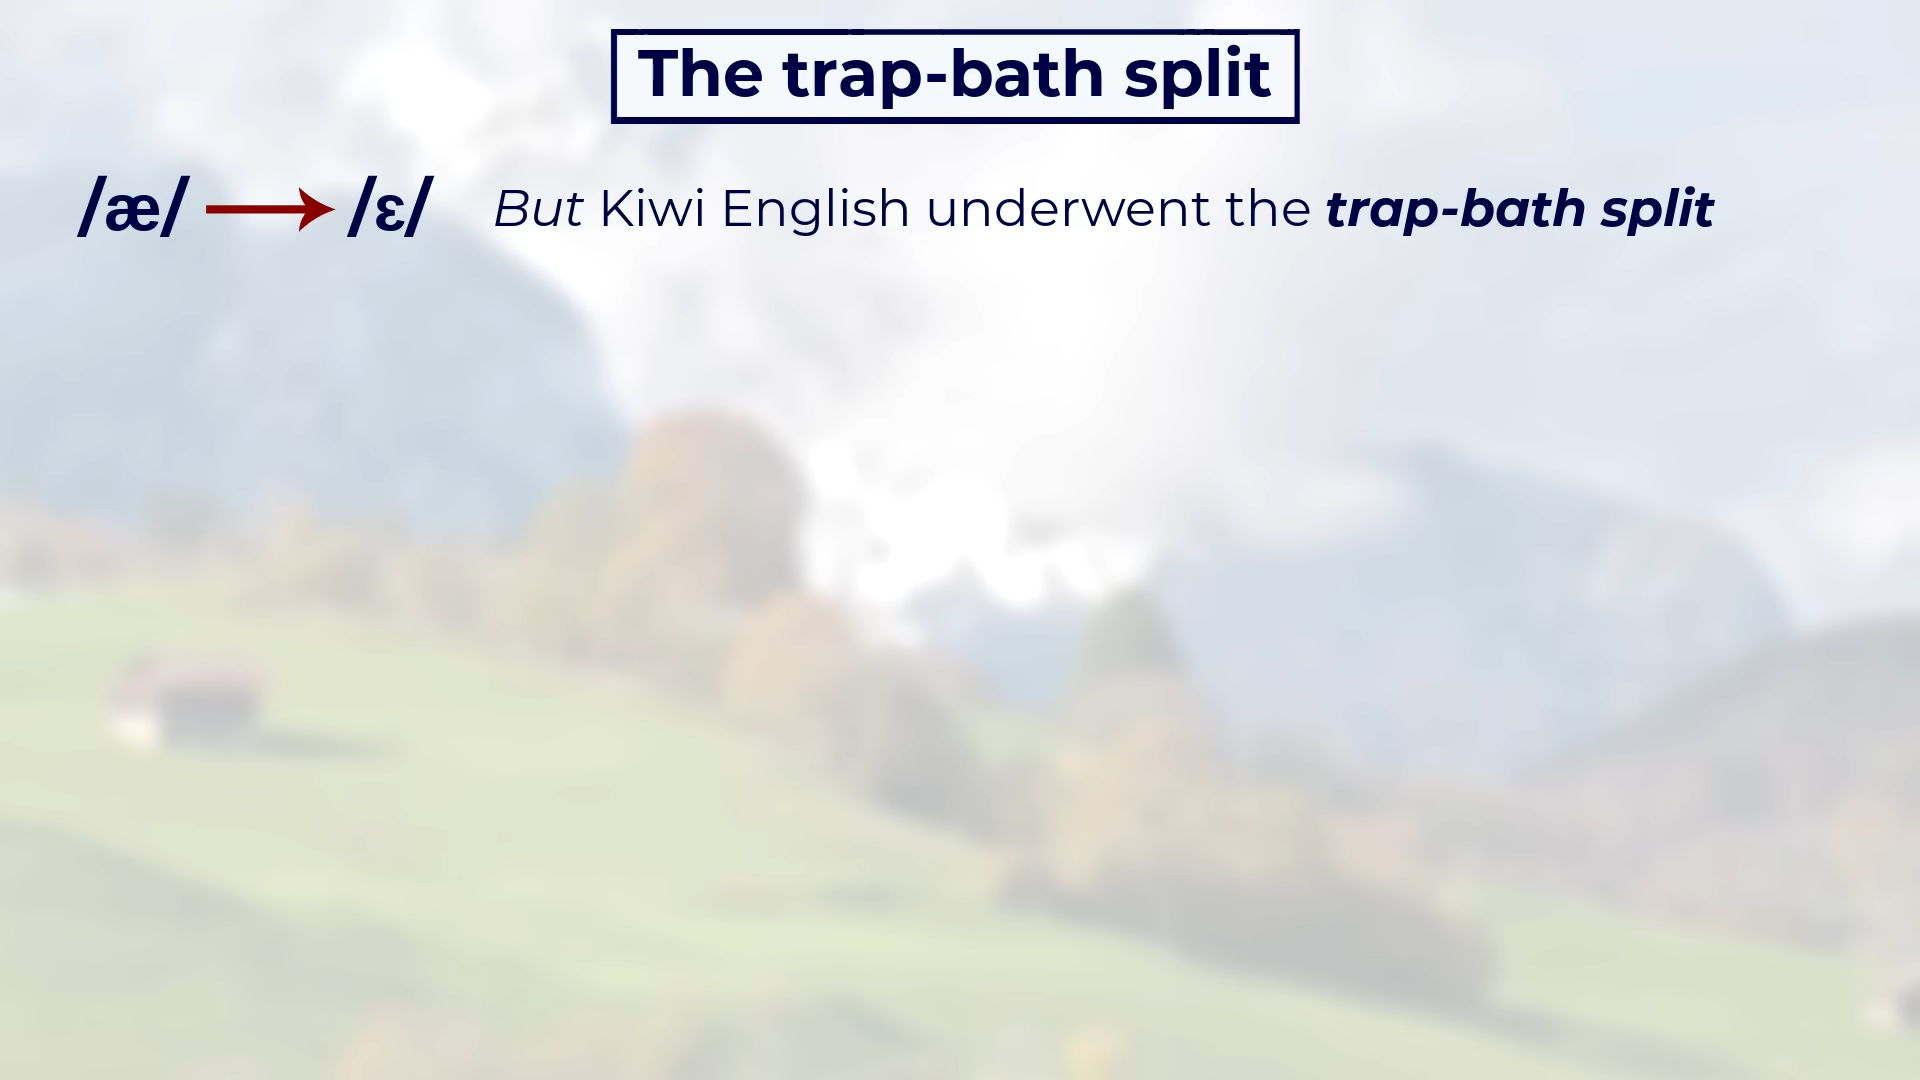 The trap-bath split
/æ/ → /ɛ/ But Kiwi English underwent the trap-bath split